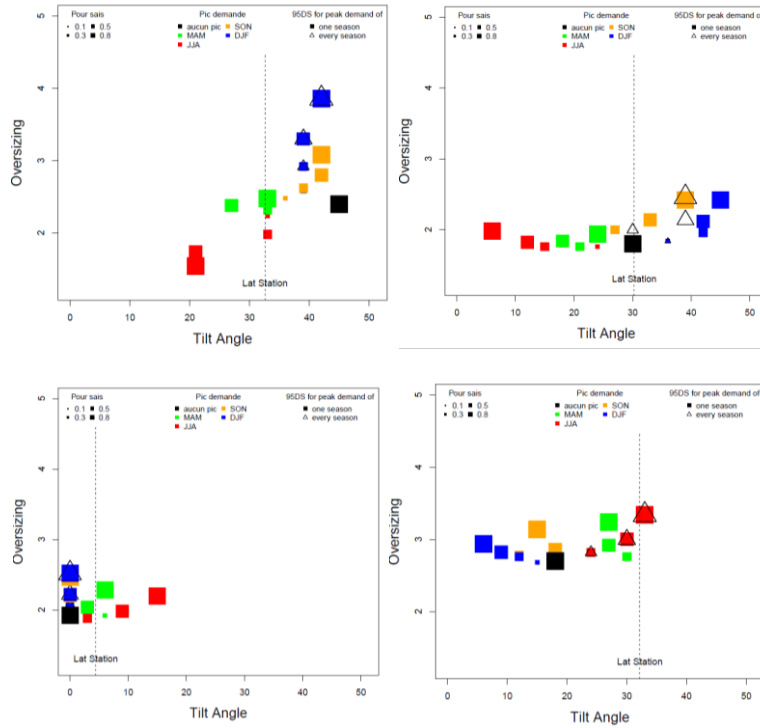 Pour sais Pic demande 95DS for peak demand of
0.1 0.5 aucun pic SON one season
0.3 0.8 MAM DJF every season
JJA
5
4
3
2
Oversizing
Lat Station
0 10 20 30 40 50
Tilt Angle
Pour sais Pic demande 95DS for peak demand of
0.1 0.5 aucun pic SON one season
0.3 0.8 MAM DJF every season
JJA
5
4
3
2
Oversizing
Lat Station
0 10 20 30 40 50
Tilt Angle
Pour sais Pic demande 95DS for peak demand of
0.1 0.5 aucun pic SON one season
0.3 0.8 MAM DJF every season
JJA
5
4
3
2
Oversizing
Lat Station
0 10 20 30 40 50
Tilt Angle
Pour sais Pic demande 95DS for peak demand of
0.1 0.5 aucun pic SON one season
0.3 0.8 MAM DJF every season
JJA
5
4
3
2
Oversizing
Lat Station
0 10 20 30 40 50
Tilt Angle